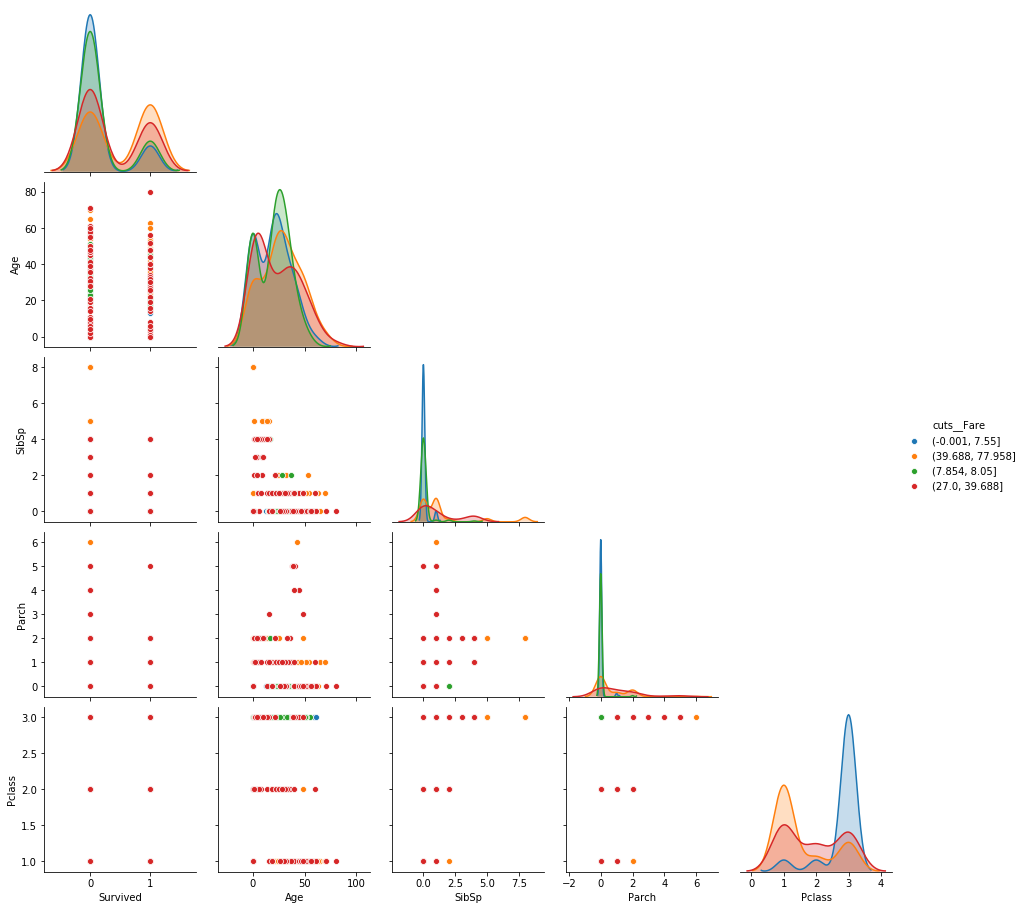 80
60
Age
40
20
0
8
6
SibSp
4
2
0
cuts__Fare
(-0.001, 7.55]
(39.688, 77.958]
(7.854, 8.05]
(27.0, 39.688]
6
5
4
Parch
3
2
1
0
3.0
2.5
Pclass
2.0
1.5
1.0
0 1
0 50 100
0.0 2.5 5.0 7.5
−2 0 2 4 6
0 1 2 3 4
Survived
Age
SibSp
Parch
Pclass